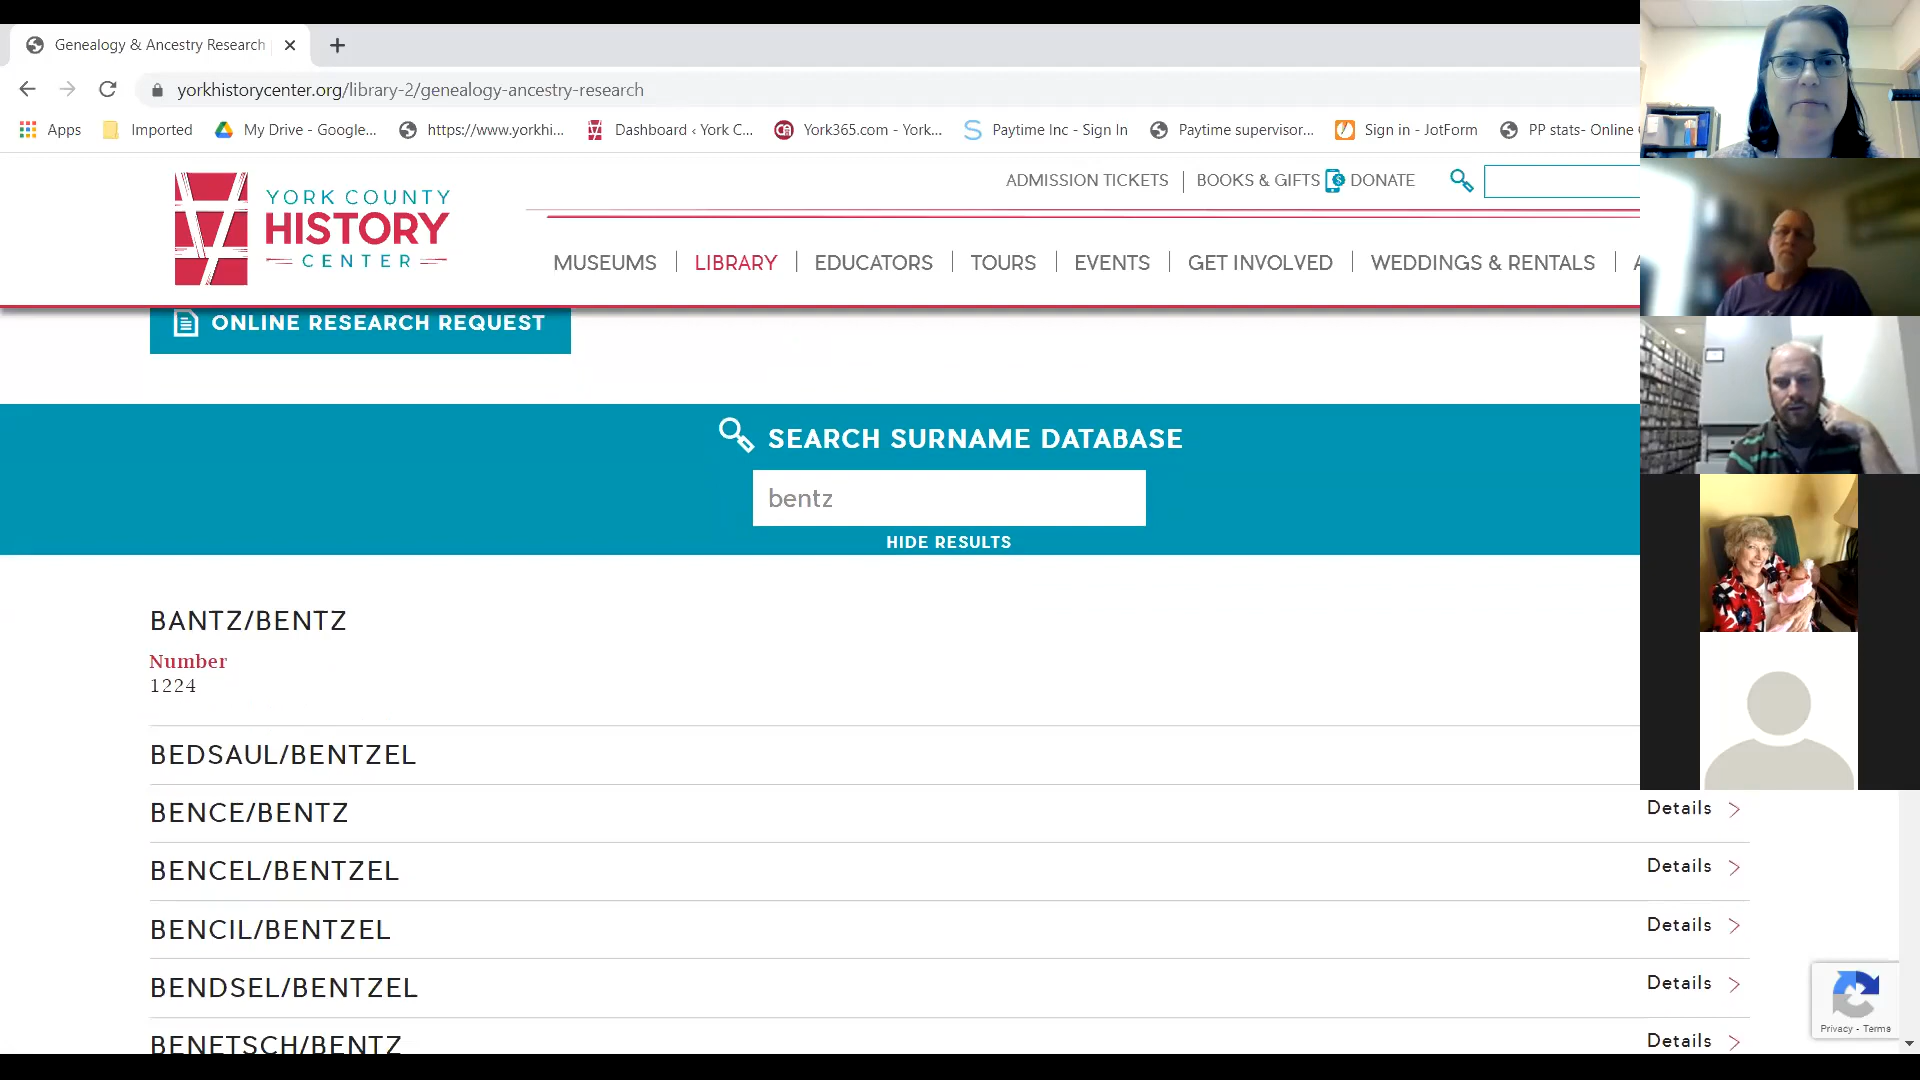 Genealogy & Ancestry Research
yorkhistorycenter.org/library-2/genealogy-ancestry-research
Apps Imported My Drive - Google... https://www.yorkhi... Dashboard ‹ York C... York365.com - York... Paytime Inc - Sign In Paytime supervisor... Sign in - JotForm PP stats- Online
ADMISSION TICKETS BOOKS & GIFTS DONATE
YORK COUNTY
HISTORY
CENTER
MUSEUMS LIBRARY EDUCATORS TOURS EVENTS GET INVOLVED WEDDINGS & RENTALS
ONLINE RESEARCH REQUEST
SEARCH SURNAME DATABASE
bentz
HIDE RESULTS
BANTZ/BENTZ
Number
1224
BEDSAUL/BENTZEL
BENCE/BENTZ Details
BENCEL/BENTZEL Details
BENCIL/BENTZEL Details
BENDSEL/BENTZEL Details
BENETSCH/BENTZ Details
Privacy - Terms